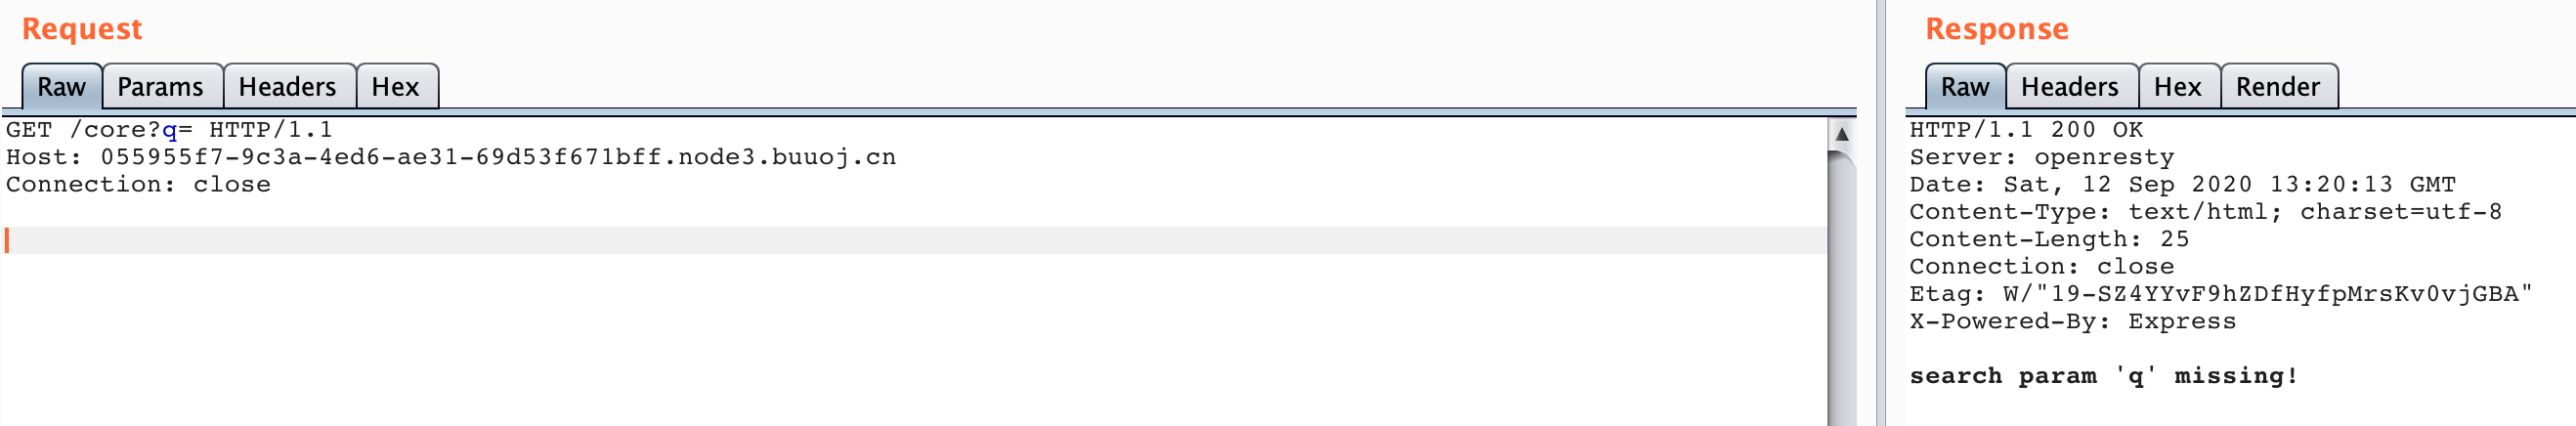 Request
Raw Params Headers Hex
GET /core?q= HTTP/1.1
Host: 055955f7-9c3a-4ed6-ae31-69d53f671bff.node3.buuoj.cn
Connection: close
Response
Raw Headers Hex Render
HTTP/1.1 200 OK
Server: openresty
Date: Sat, 12 Sep 2020 13:20:13 GMT
Content-Type: text/html; charset=utf-8
Content-Length: 25
Connection: close
Etag: W/"19-SZ4YYvF9hZDfHyfpMrsKv0vjGBA"
X-Powered-By: Express
search param 'q' missing!